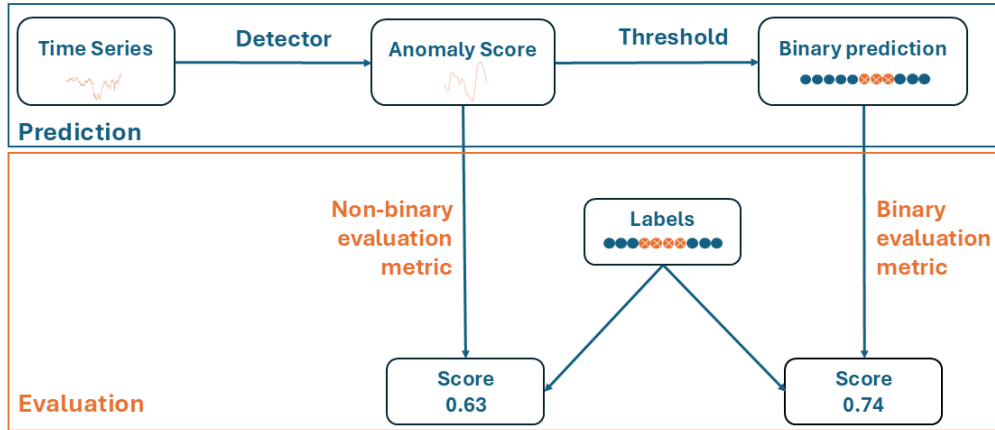 Time Series
Detector
Anomaly Score
Threshold
Binary prediction
Prediction
Non-binary
evaluation
metric
Labels
Binary
evaluation
metric
Score
0.63
Score
0.74
Evaluation